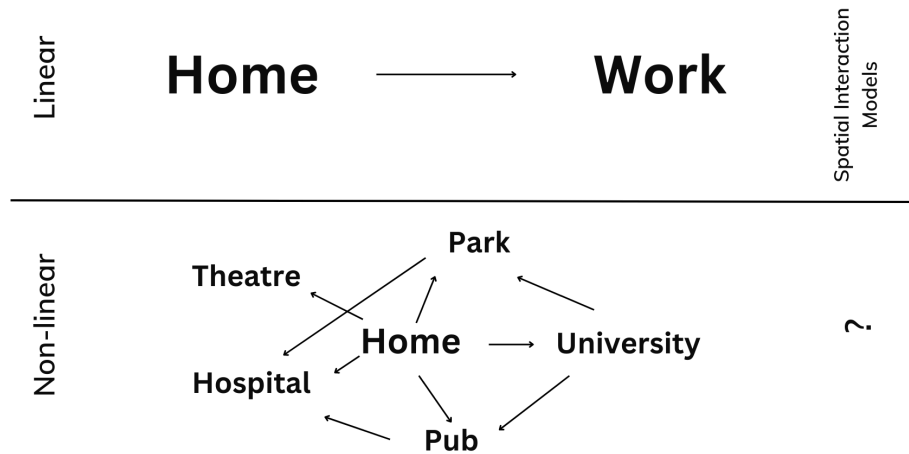 Linear
Home
Work
Spatial Interaction
Models
Non-linear
Park
Theatre
Home
University
Hospital
Pub
?